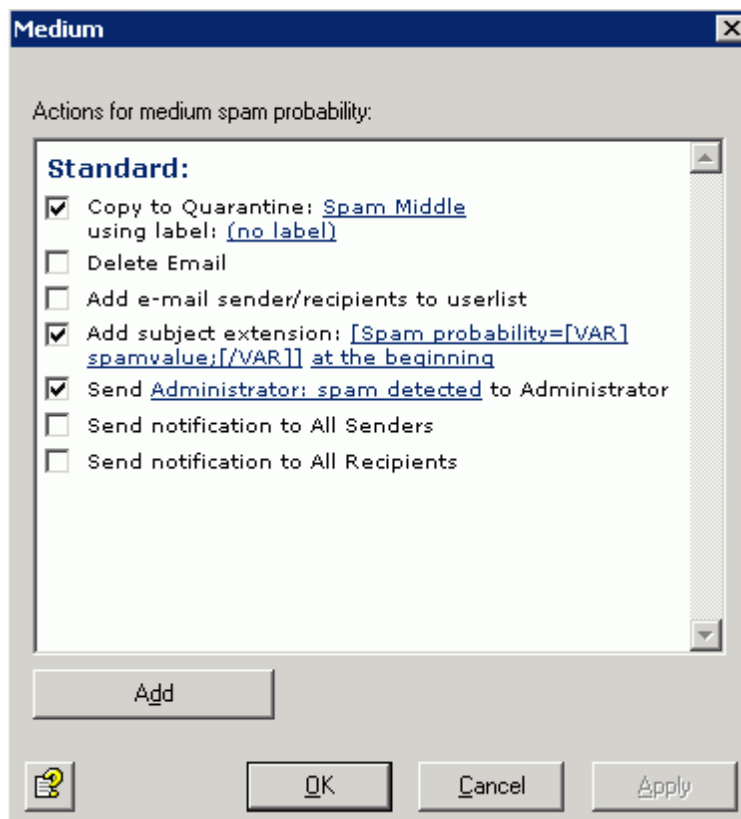 Medium
Actions for medium spam probability:
Standard:
Copy to Quarantine: Spam Middle
using label: (no label)
Delete Email
Add e-mail sender/recipients to userlist
Add subject extension: [Spam probability=[VAR]
spamvalue;[/VAR]] at the beginning
Send Administrator: spam detected to Administrator
Send notification to All Senders
Send notification to All Recipients
Add
OK Cancel Apply